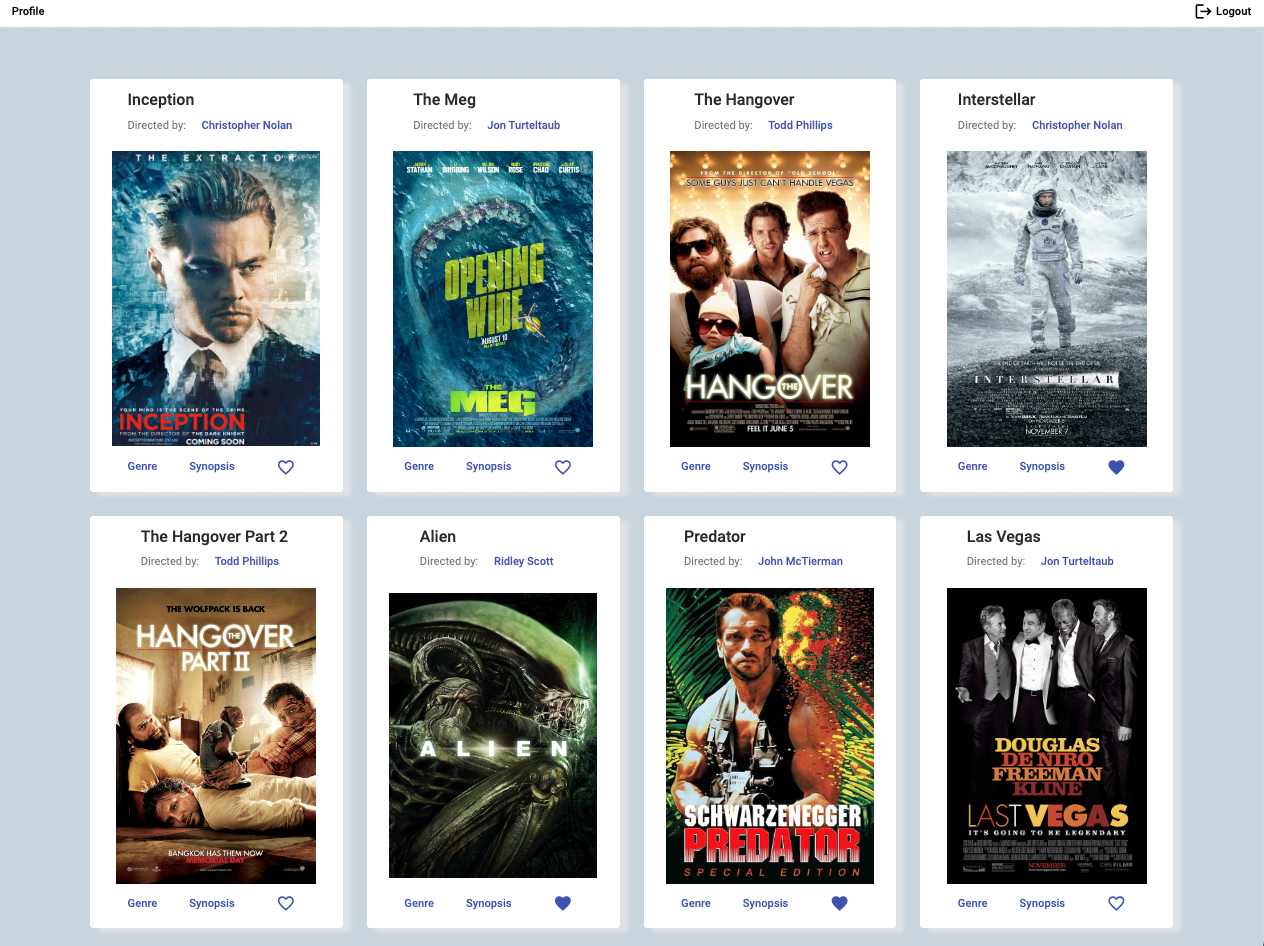 Profile
Logout
Inception
Directed by: Christopher Nolan
THE EXTRACTOR
YOUR MIND IS THE SCENE OF THE CRIME
INCEPTION
FROM THE DIRECTOR OF THE DARK KNIGHT
COMING SOON
Genre Synopsis
The Meg
Directed by: Jon Turteltaub
STATHAM BINGBING WILSON ROSE CHAO CURTIS
OPENING
WIDE
AUGUST 10
THE
MEG
Genre Synopsis
The Hangover
Directed by: Todd Phillips
FROM THE DIRECTOR OF "OLD SCHOOL"
SOME GUYS JUST CAN'T HANDLE VEGAS
THE
HANGOVER
FEEL IT JUNE 5
Genre Synopsis
Interstellar
Directed by: Christopher Nolan
INTERSTELLAR
NOVEMBER 7
Genre Synopsis
The Hangover Part 2
Directed by: Todd Phillips
THE WOLFPACK IS BACK
THE
HANGOVER
PART II
BANGKOK HAS THEM NOW
MEMORIAL DAY
Genre Synopsis
Alien
Directed by: Ridley Scott
ALIEN
Genre Synopsis
Predator
Directed by: John McTierman
SCHWARZENEGGER
PREDATOR
SPECIAL EDITION
Genre Synopsis
Las Vegas
Directed by: Jon Turteltaub
DOUGLAS
DE NIRO
FREEMAN
KLINE
LAST VEGAS
IT'S GOING TO BE LEGENDARY
NOVEMBER
CBS FILMS
Genre Synopsis